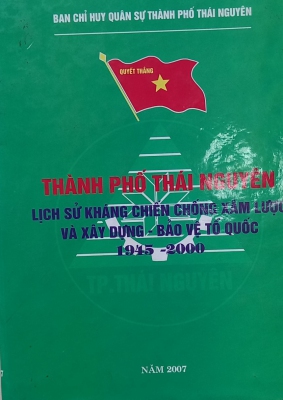 BAN CHỈ HUY QUÂN SỰ THÀNH PHỐ THÁI NGUYÊN
QUYẾT THẮNG
THÀNH PHỐ THÁI NGUYÊN
LỊCH SỬ KHÁNG CHIẾN CHỐNG XÂM LƯỢC
VÀ XÂY DỰNG - BẢO VỆ TỔ QUỐC
1945 -2000
TP.THÁI NGUYÊN
NĂM 2007